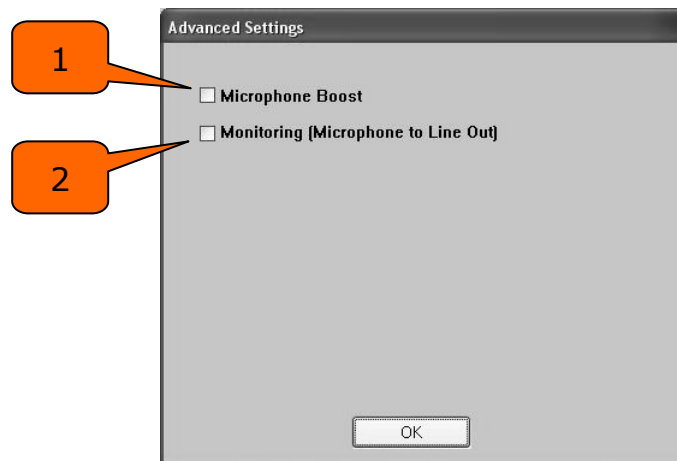 Advanced Settings
1
Microphone Boost
Monitoring (Microphone to Line Out)
2
OK